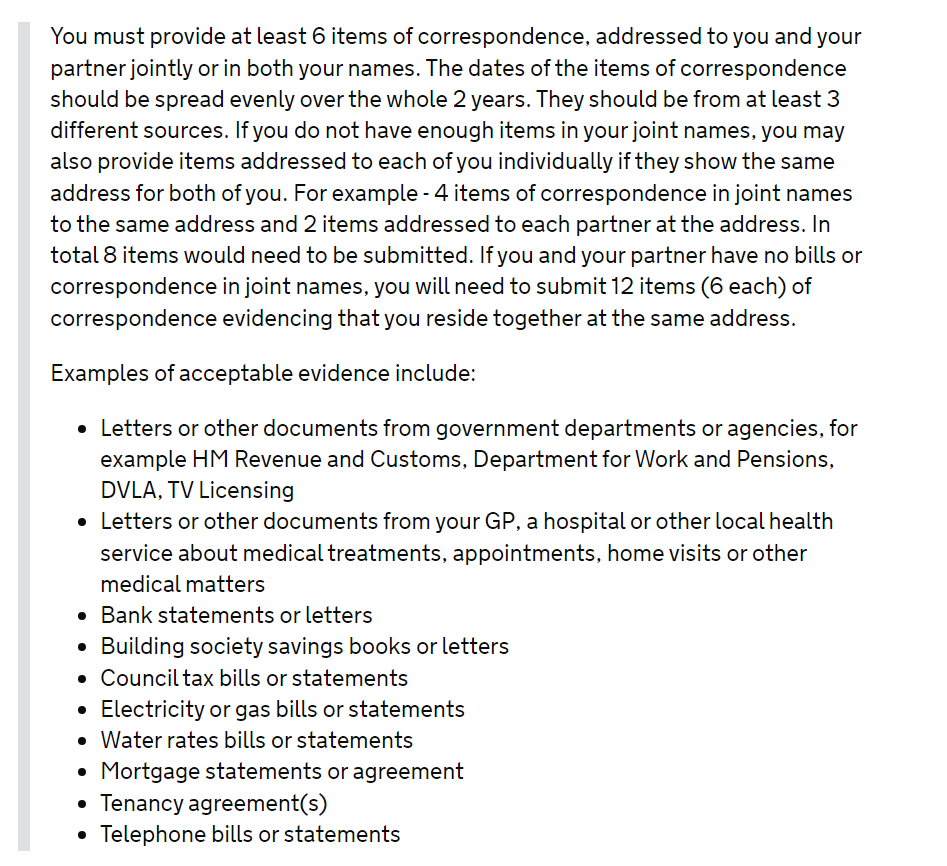 You must provide at least 6 items of correspondence, addressed to you and your
partner jointly or in both your names. The dates of the items of correspondence
should be spread evenly over the whole 2 years. They should be from at least 3
different sources. If you do not have enough items in your joint names, you may
also provide items addressed to each of you individually if they show the same
address for both of you. For example - 4 items of correspondence in joint names
to the same address and 2 items addressed to each partner at the address. In
total 8 items would need to be submitted. If you and your partner have no bills or
correspondence in joint names, you will need to submit 12 items (6 each) of
correspondence evidencing that you reside together at the same address.
Examples of acceptable evidence include:
• Letters or other documents from government departments or agencies, for
example HM Revenue and Customs, Department for Work and Pensions,
DVLA, TV Licensing
• Letters or other documents from your GP, a hospital or other local health
service about medical treatments, appointments, home visits or other
medical matters
• Bank statements or letters
• Building society savings books or letters
• Council tax bills or statements
• Electricity or gas bills or statements
• Water rates bills or statements
• Mortgage statements or agreement
• Tenancy agreement(s)
• Telephone bills or statements